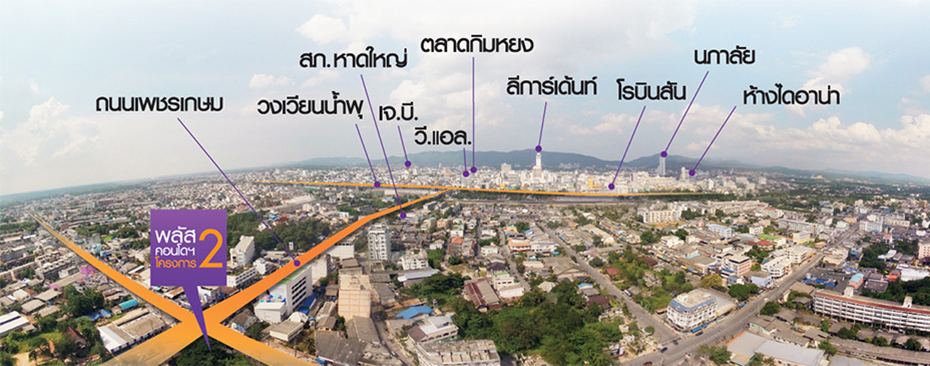 ถนนเพชรเกษม
วงเวียนน้ำพุ
สภ.หาดใหญ่
เจ.บี.
วี.แอล.
ตลาดกิมหยง
ลีการ์เด้นท์
โรบินสัน
นภาลัย
ห้างไดอาน่า
พลัส
คอนโดฯ
โครงการ 2